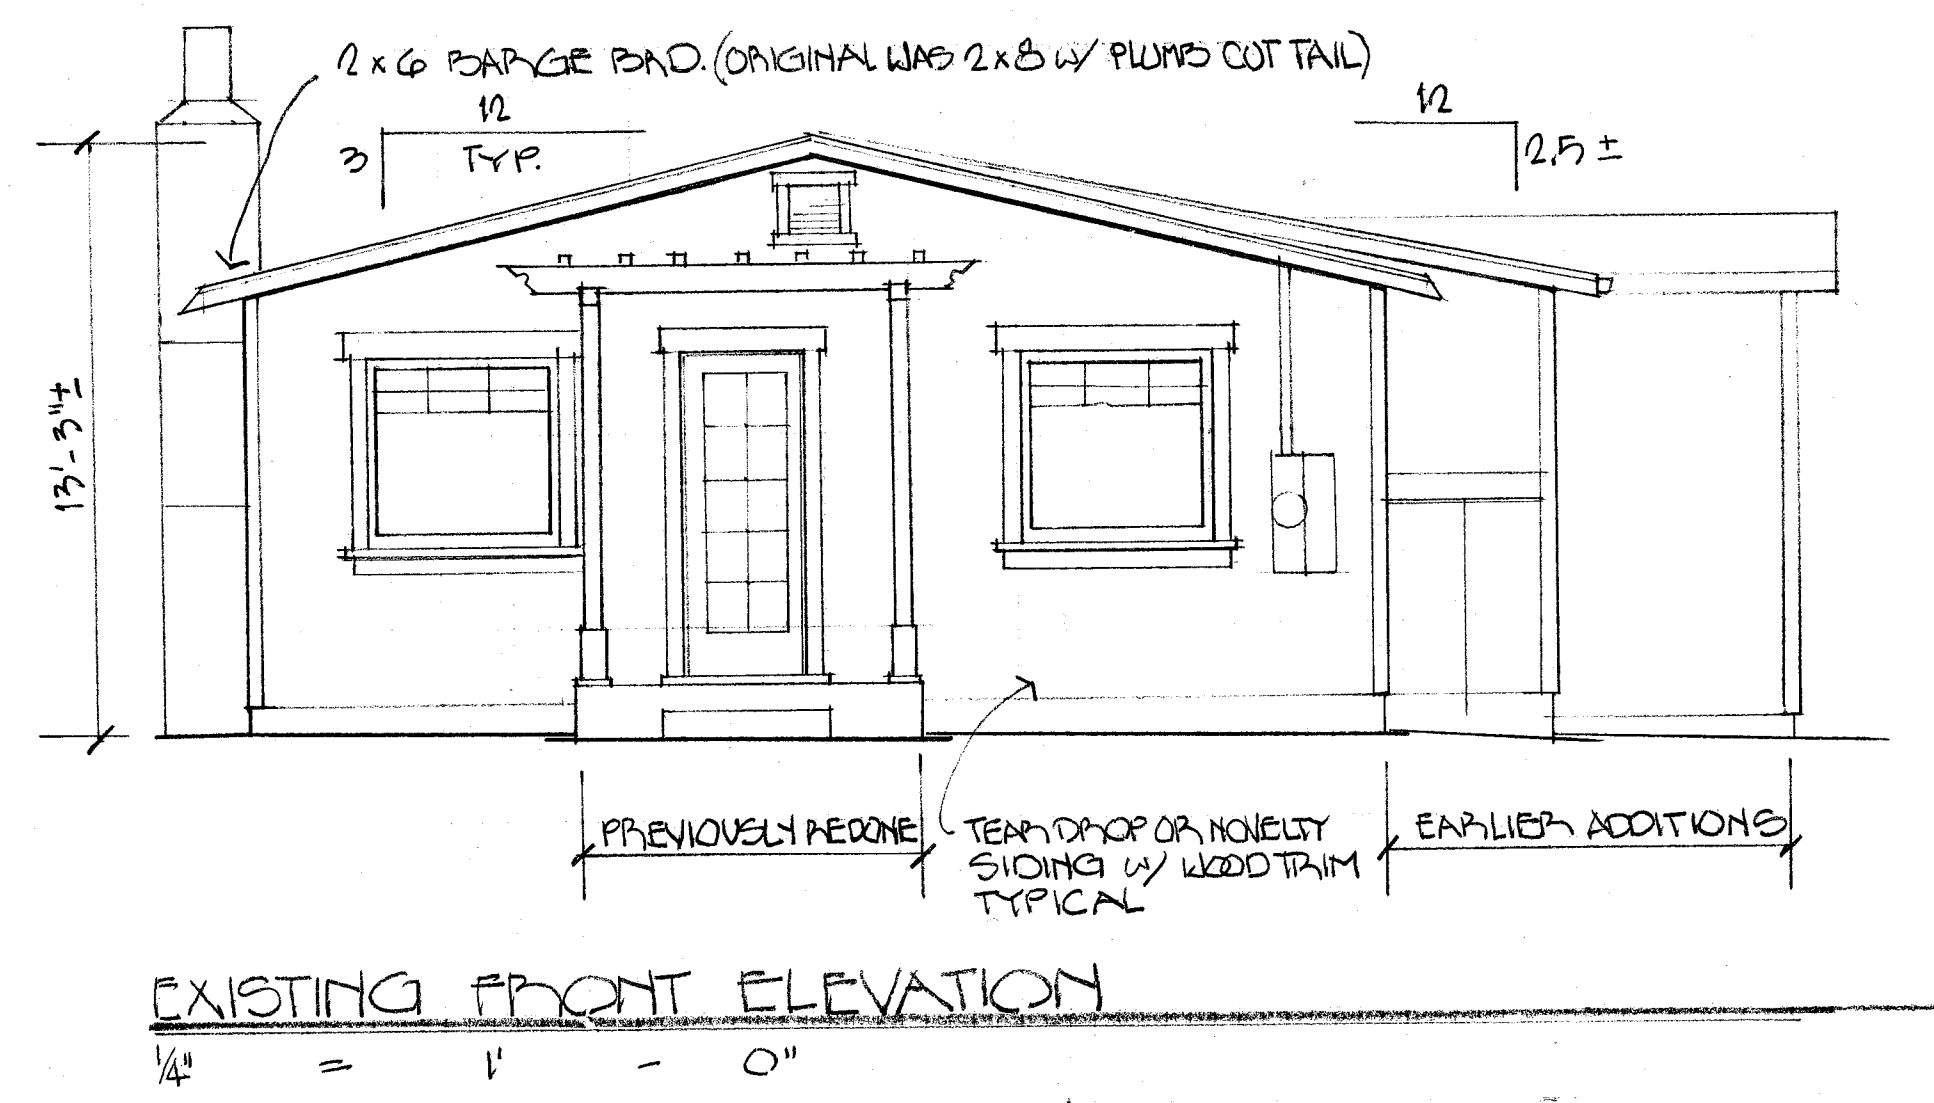 2 x 6 BARGE BRD. (ORIGINAL WAS 2 x 8 W/ PLUMB CUT TAIL)
12
3
TYP.
12
2.5 ±
13'-3"±
PREVIOUSLY REDONE
TEAR DROP OR NOVELTY
SIDING W/ WOOD TRIM
TYPICAL
EARLIER ADDITIONS
EXISTING FRONT ELEVATION
1/4" = 1' - 0"